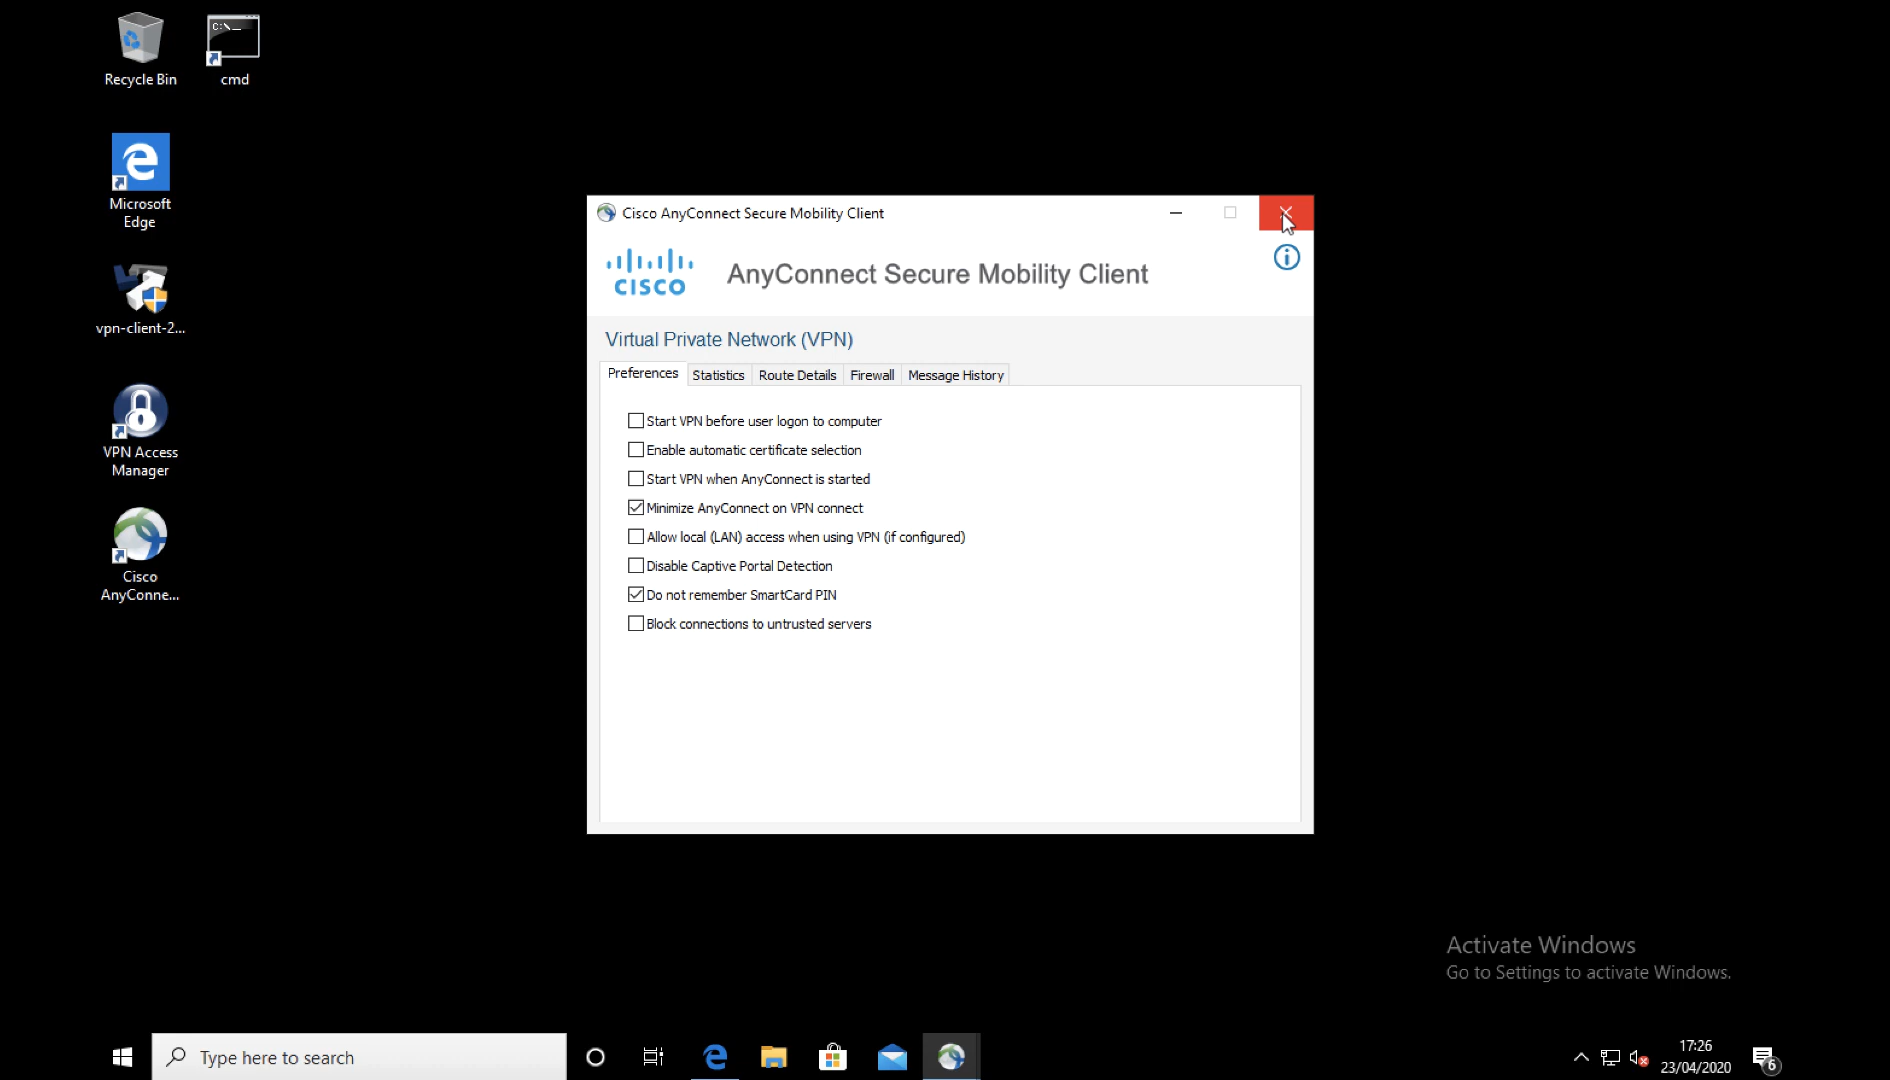 Recycle Bin
cmd
Microsoft
Edge
vpn-client-2...
VPN Access
Manager
Cisco
AnyConne...
Cisco AnyConnect Secure Mobility Client
CISCO
AnyConnect Secure Mobility Client
Virtual Private Network (VPN)
Preferences Statistics Route Details Firewall Message History
Start VPN before user logon to computer
Enable automatic certificate selection
Start VPN when AnyConnect is started
Minimize AnyConnect on VPN connect
Allow local (LAN) access when using VPN (if configured)
Disable Captive Portal Detection
Do not remember SmartCard PIN
Block connections to untrusted servers
Activate Windows
Go to Settings to activate Windows.
Type here to search
17:26
23/04/2020
6